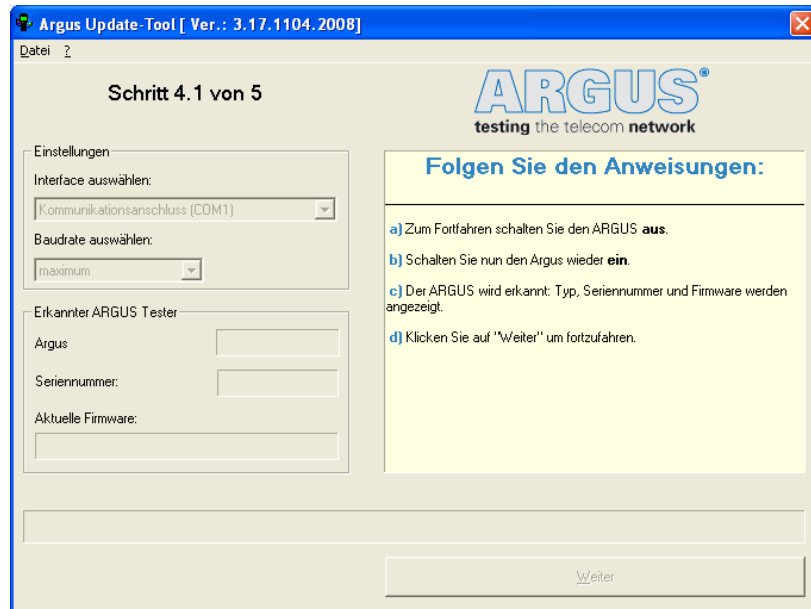 Argus Update-Tool [ Ver.: 3.17.1104.2008]
Datei ?
Schritt 4.1 von 5
ARGUS®
testing the telecom network
Einstellungen
Interface auswählen:
Kommunikationsanschluss (COM1)
Baudrate auswählen:
maximum
Erkannter ARGUS Tester
Argus
Seriennummer:
Aktuelle Firmware:
Folgen Sie den Anweisungen:
a) Zum Fortfahren schalten Sie den ARGUS aus.
b) Schalten Sie nun den Argus wieder ein.
c) Der ARGUS wird erkannt: Typ, Seriennummer und Firmware werden
angezeigt.
d) Klicken Sie auf "Weiter" um fortzufahren.
Weiter